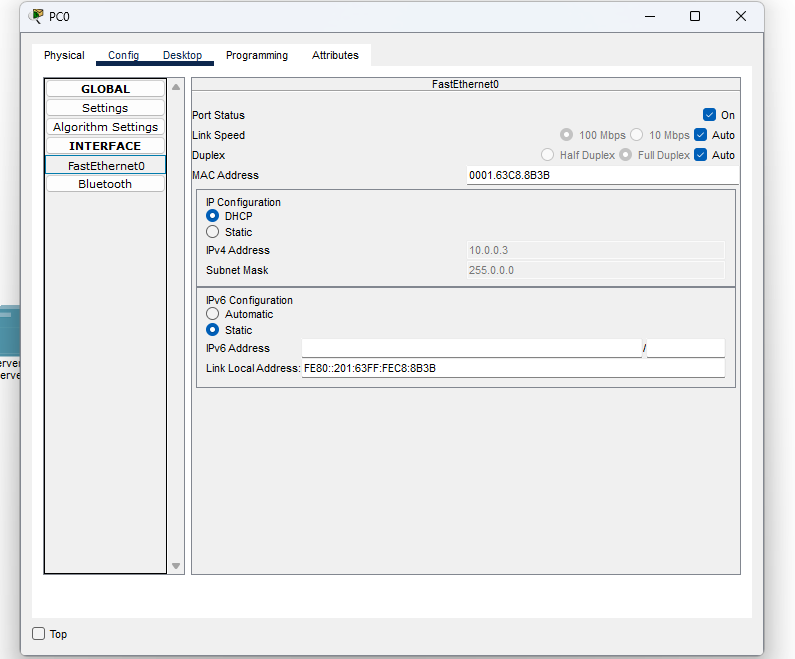 PC0
Physical Config Desktop Programming Attributes
GLOBAL
Settings
Algorithm Settings
INTERFACE
FastEthernet0
Bluetooth
FastEthernet0
Port Status On
Link Speed 100 Mbps 10 Mbps Auto
Duplex Half Duplex Full Duplex Auto
MAC Address 0001.63C8.8B3B
IP Configuration
DHCP
Static
IPv4 Address 10.0.0.3
Subnet Mask 255.0.0.0
IPv6 Configuration
Automatic
Static
IPv6 Address /
Link Local Address: FE80::201:63FF:FEC8:8B3B
Top